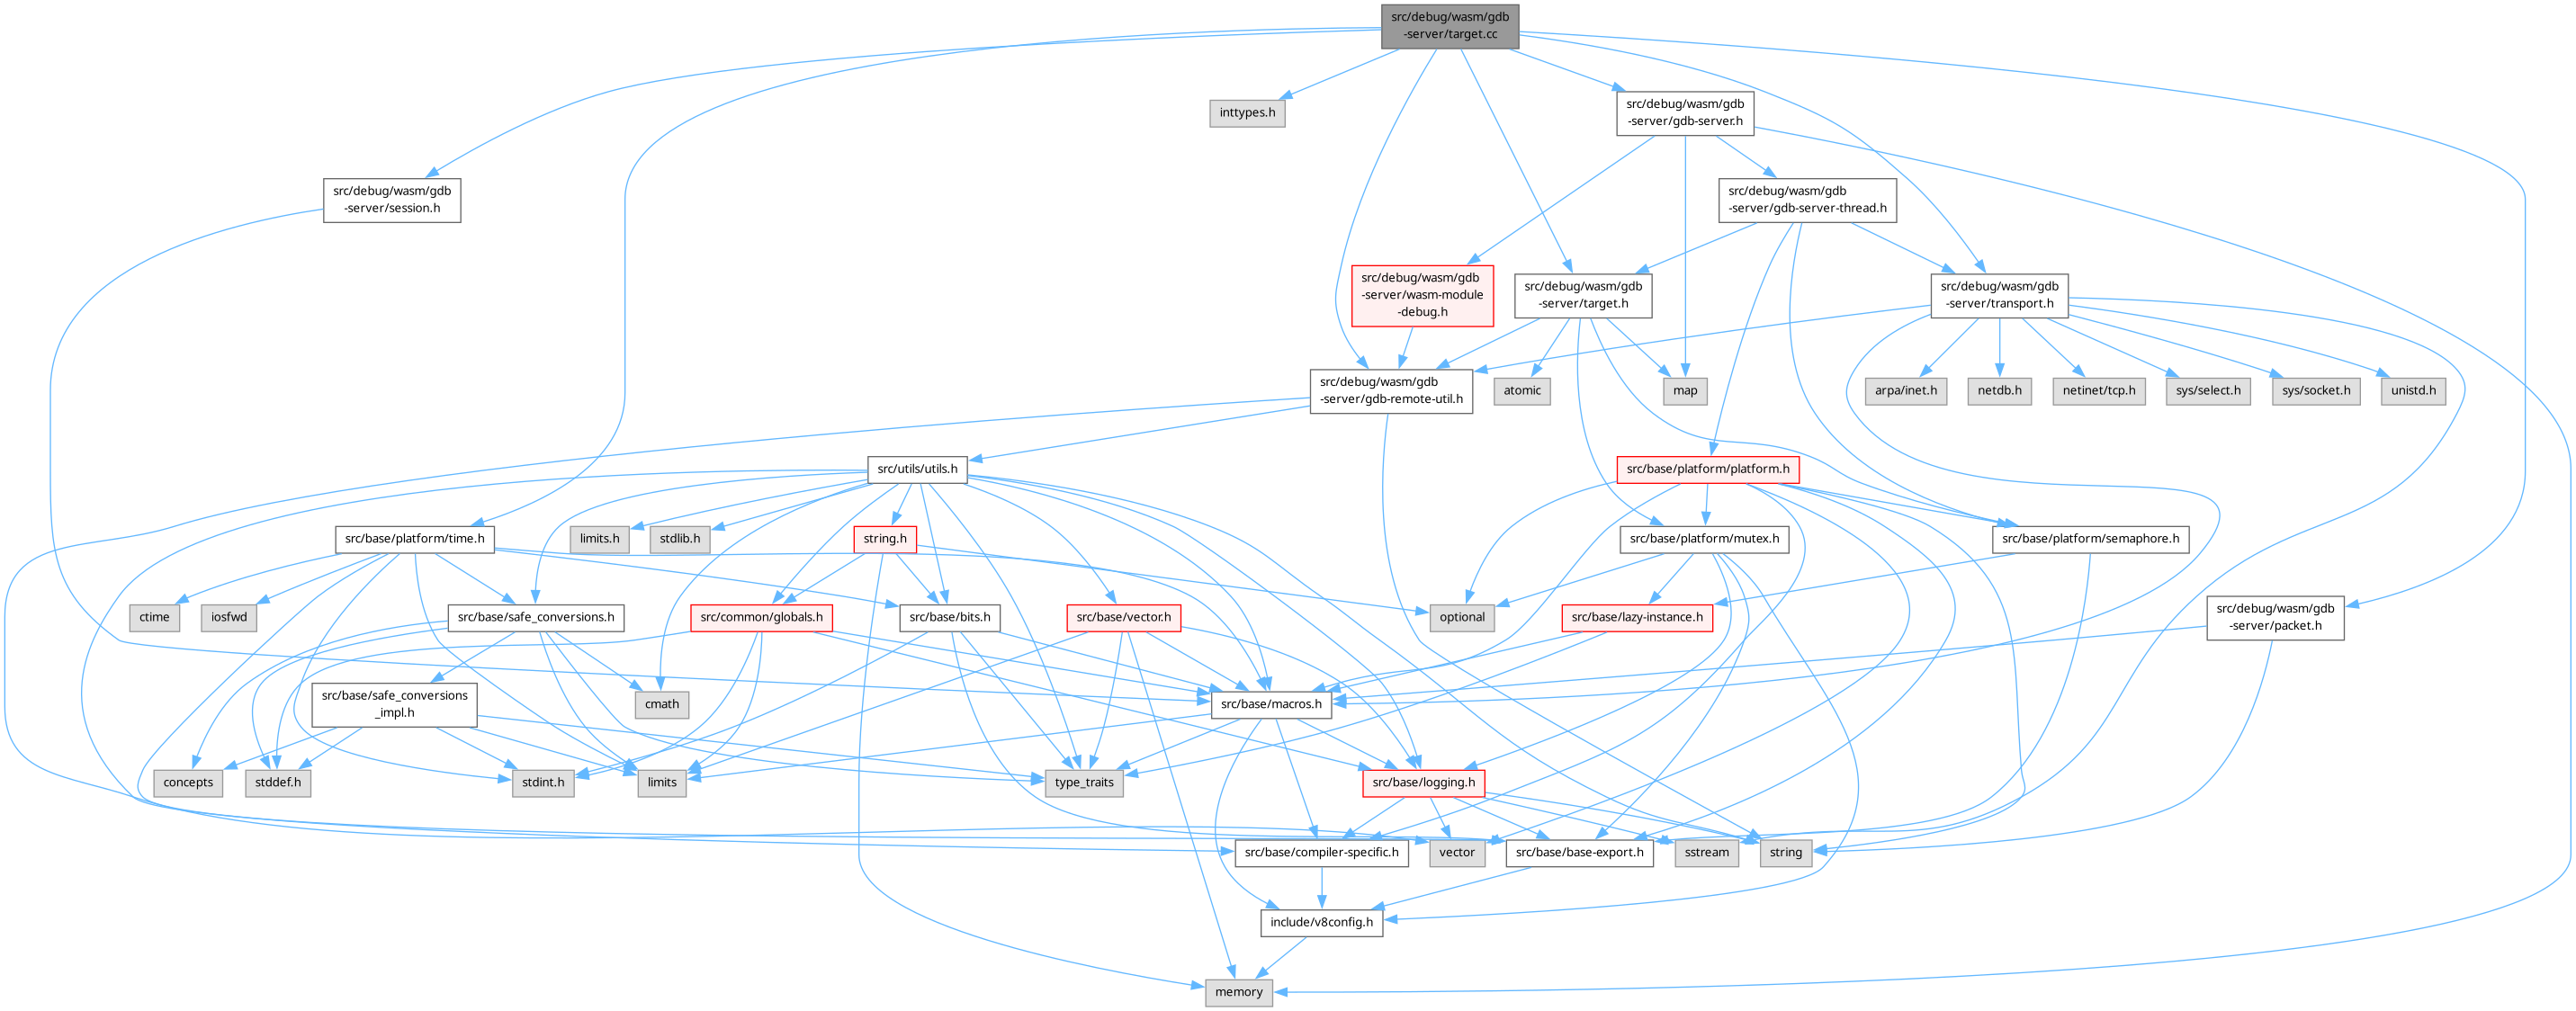 src/debug/wasm/gdb
-server/target.cc
inttypes.h
src/debug/wasm/gdb
-server/gdb-server.h
src/debug/wasm/gdb
-server/session.h
src/debug/wasm/gdb
-server/gdb-server-thread.h
src/debug/wasm/gdb
-server/wasm-module
-debug.h
src/debug/wasm/gdb
-server/target.h
src/debug/wasm/gdb
-server/transport.h
src/debug/wasm/gdb
-server/gdb-remote-util.h
atomic
map
arpa/inet.h
netdb.h
netinet/tcp.h
sys/select.h
sys/socket.h
unistd.h
src/utils/utils.h
src/base/platform/platform.h
src/base/platform/time.h
limits.h
stdlib.h
string.h
src/base/platform/mutex.h
src/base/platform/semaphore.h
ctime
iosfwd
src/base/safe_conversions.h
src/common/globals.h
src/base/bits.h
src/base/vector.h
optional
src/base/lazy-instance.h
src/debug/wasm/gdb
-server/packet.h
src/base/safe_conversions
_impl.h
cmath
src/base/macros.h
concepts
stddef.h
stdint.h
limits
type_traits
src/base/logging.h
src/base/compiler-specific.h
vector
src/base/base-export.h
sstream
string
include/v8config.h
memory